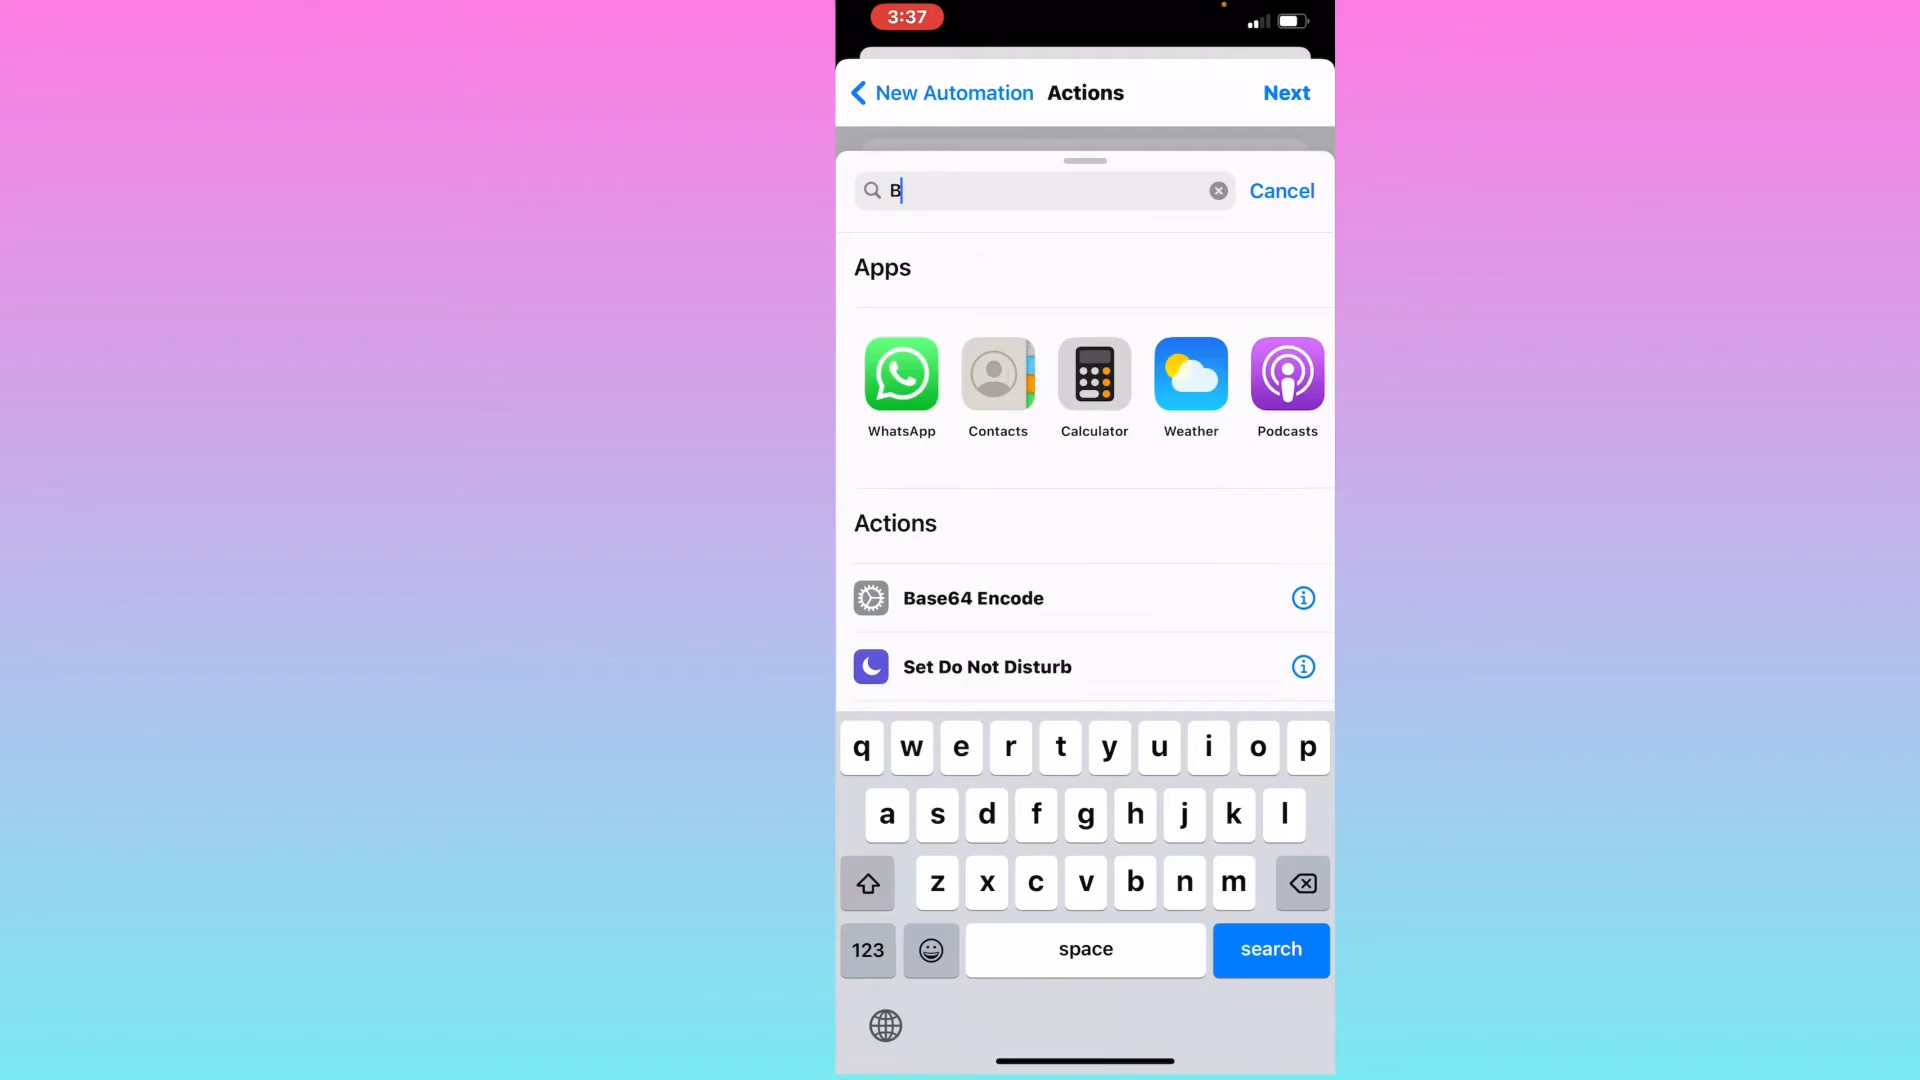 3:37
New Automation Actions Next
B Cancel
Apps
WhatsApp Contacts Calculator Weather Podcasts
Actions
Base64 Encode
Set Do Not Disturb
q w e r t y u i o p
a s d f g h j k l
z x c v b n m
123 space search